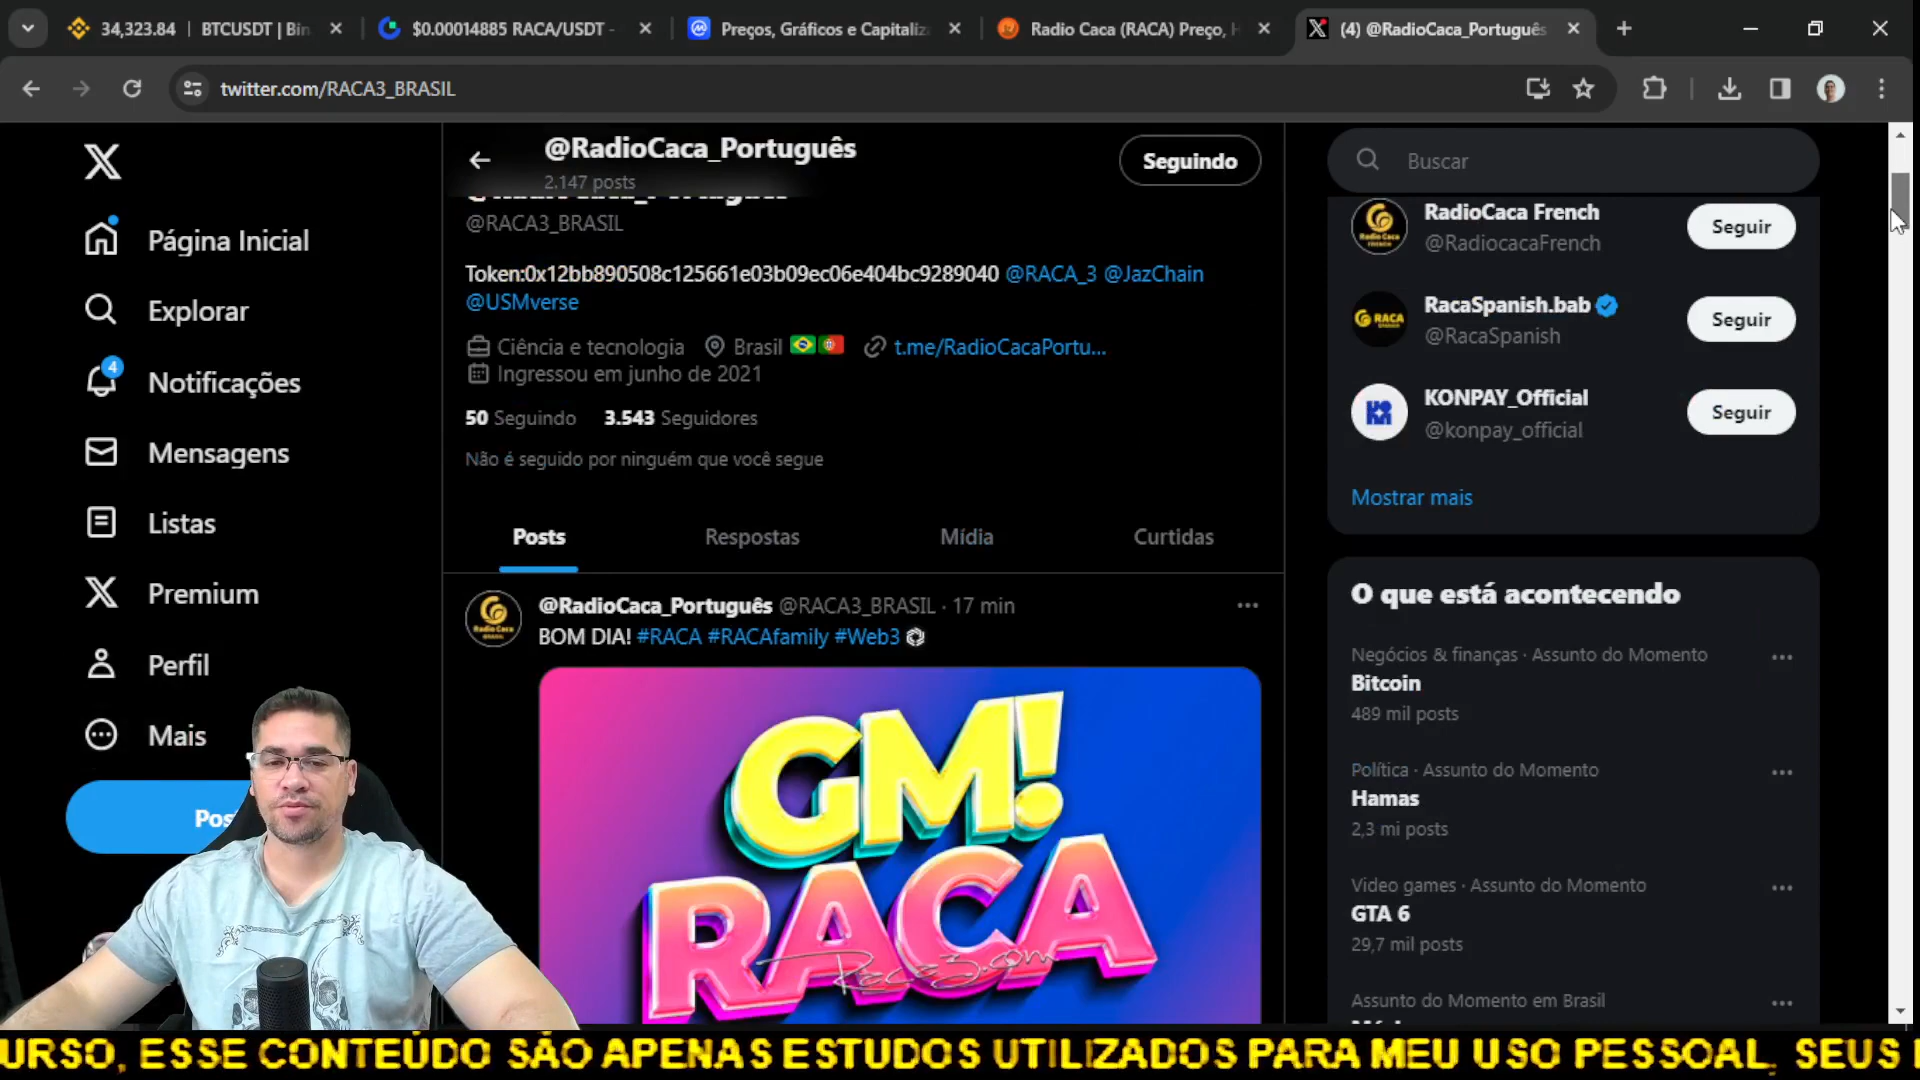 34,323.84 | BTCUSDT | Bin
$0.00014885 RACA/USDT -
Preços, Gráficos e Capitaliz
Radio Caca (RACA) Preço, H
(4) @RadioCaca_Português
twitter.com/RACA3_BRASIL
@RadioCaca_Português
2.147 posts
Seguindo
@RACA3_BRASIL
Token:0x12bb890508c125661e03b09ec06e404bc9289040 @RACA_3 @JazChain
@USMverse
Ciência e tecnologia Brasil t.me/RadioCacaPortu...
Ingressou em junho de 2021
50 Seguindo 3.543 Seguidores
Não é seguido por ninguém que você segue
Posts Respostas Mídia Curtidas
@RadioCaca_Português @RACA3_BRASIL · 17 min
BOM DIA! #RACA #RACAfamily #Web3
GM!
RACA
Raca3.com
Página Inicial
Explorar
4
Notificações
Mensagens
Listas
Premium
Perfil
Mais
Pos
Buscar
RadioCaca French
@RadiocacaFrench
Seguir
RacaSpanish.bab
@RacaSpanish
Seguir
KONPAY_Official
@konpay_official
Seguir
Mostrar mais
O que está acontecendo
Negócios & finanças · Assunto do Momento
Bitcoin
489 mil posts
Política · Assunto do Momento
Hamas
2,3 mi posts
Video games · Assunto do Momento
GTA 6
29,7 mil posts
Assunto do Momento em Brasil
URSO, ESSE CONTEÚDO SÃO APENAS ESTUDOS UTILIZADOS PARA MEU USO PESSOAL, SEUS